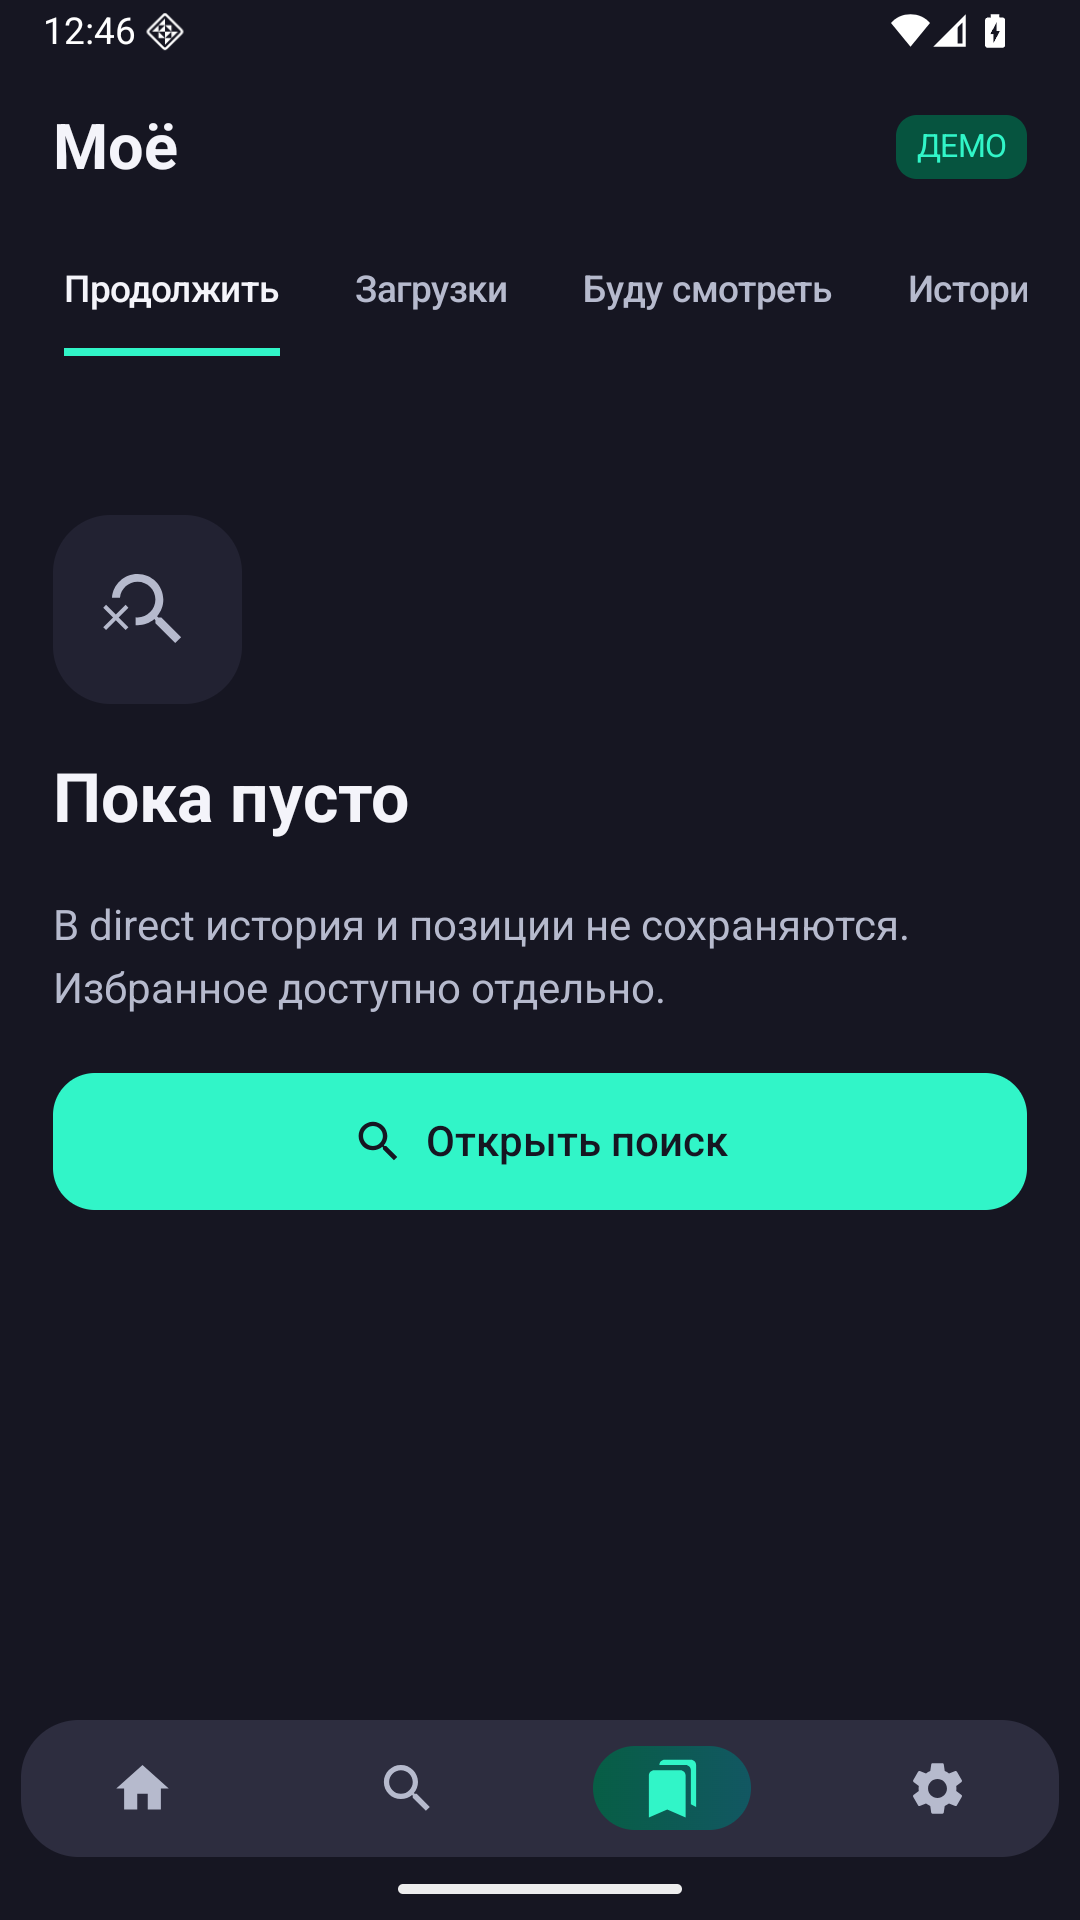 12:46
Моё
ДЕМО
Продолжить Загрузки Буду смотреть Истори
Пока пусто
В direct история и позиции не сохраняются.
Избранное доступно отдельно.
Открыть поиск